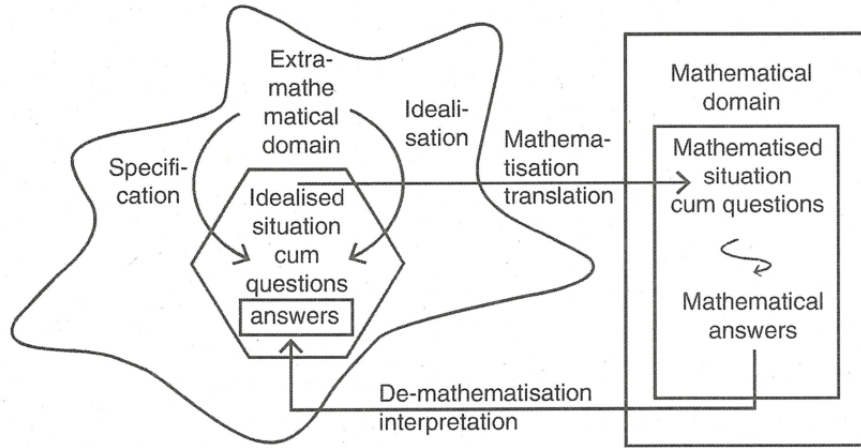 Extra-
mathe
matical
domain
Ideali-
sation
Specifi-
cation
Idealised
situation
cum
questions
answers
Mathema-
tisation
translation
Mathematical
domain
Mathematised
situation
cum questions
Mathematical
answers
De-mathematisation
interpretation